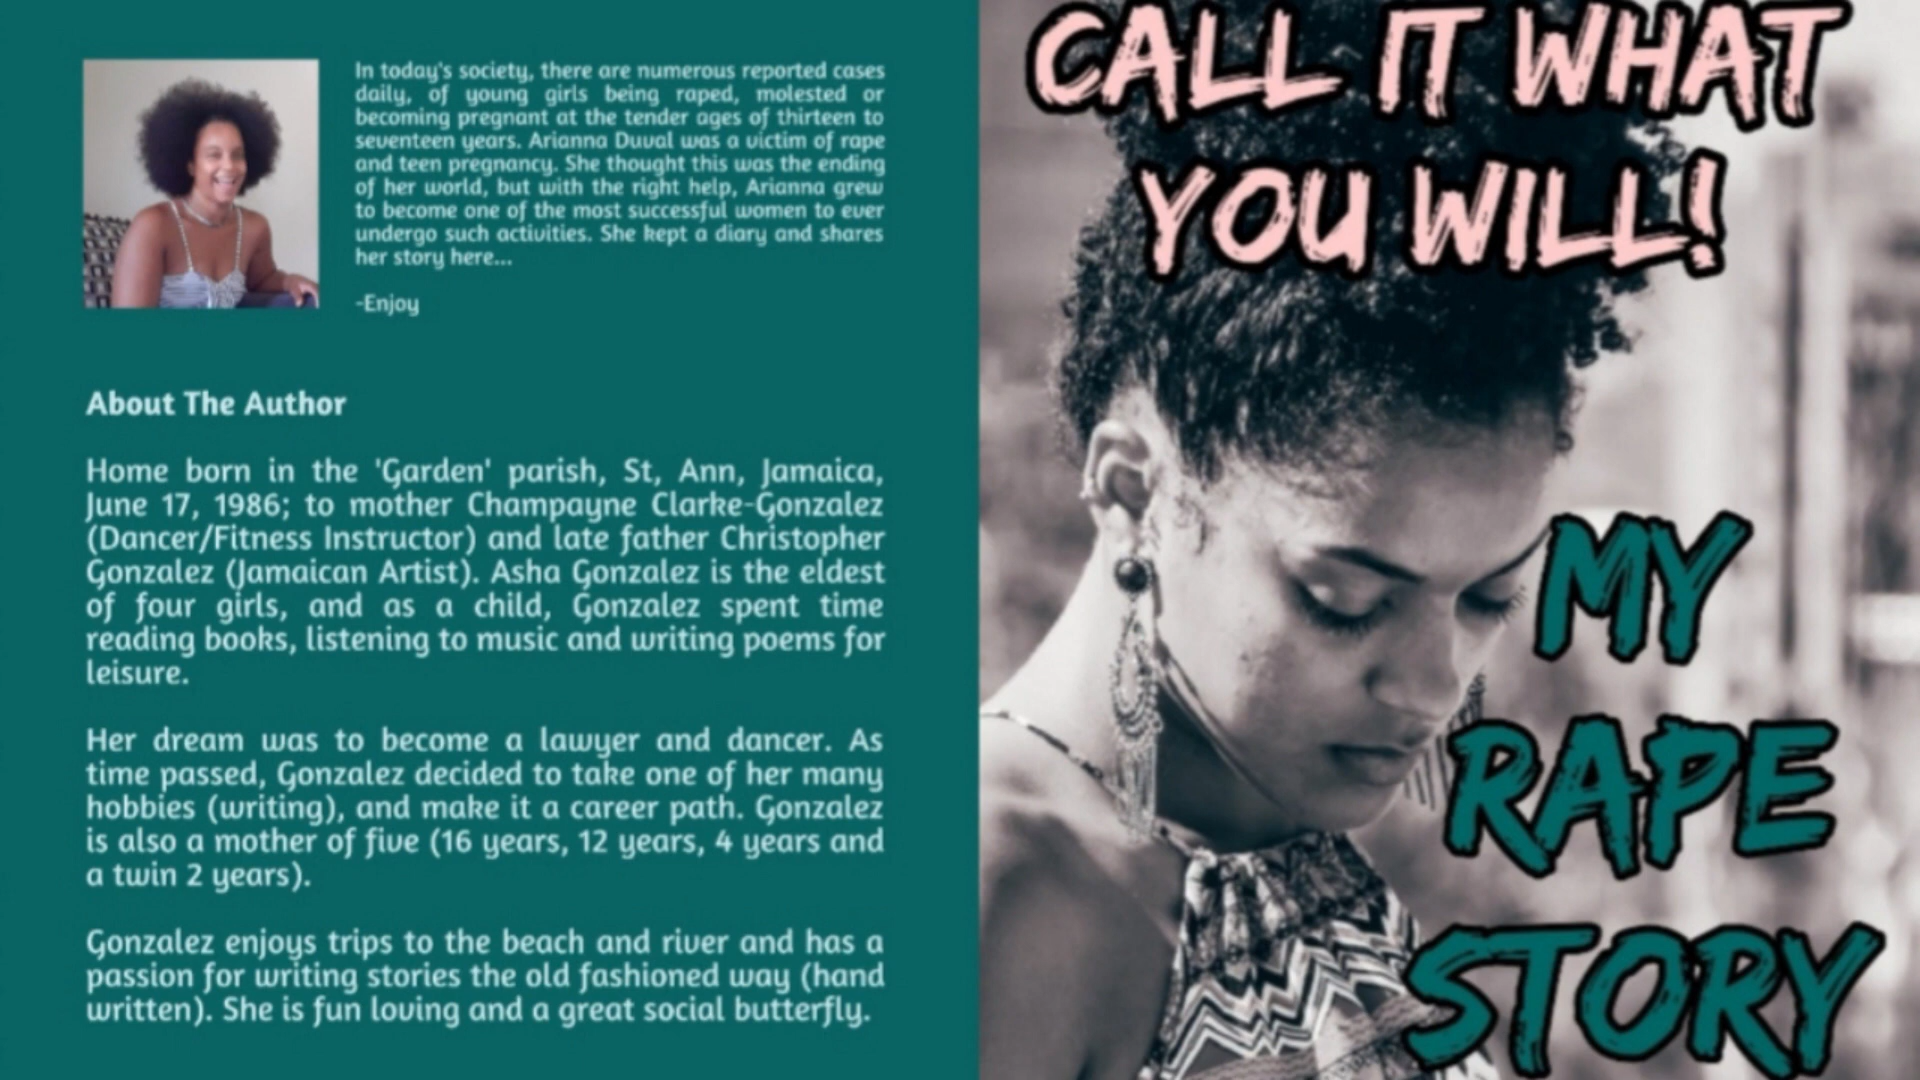 In today's society, there are numerous reported cases
daily, of young girls being raped, molested or
becoming pregnant at the tender ages of thirteen to
seventeen years. Arianna Duval was a victim of rape
and teen pregnancy. She thought this was the ending
of her world, but with the right help, Arianna grew
to become one of the most successful women to ever
undergo such activities. She kept a diary and shares
her story here...
-Enjoy
About The Author
Home born in the 'Garden' parish, St, Ann, Jamaica,
June 17, 1986; to mother Champayne Clarke-Gonzalez
(Dancer/Fitness Instructor) and late father Christopher
Gonzalez (Jamaican Artist). Asha Gonzalez is the eldest
of four girls, and as a child, Gonzalez spent time
reading books, listening to music and writing poems for
leisure.
Her dream was to become a lawyer and dancer. As
time passed, Gonzalez decided to take one of her many
hobbies (writing), and make it a career path. Gonzalez
is also a mother of five (16 years, 12 years, 4 years and
a twin 2 years).
Gonzalez enjoys trips to the beach and river and has a
passion for writing stories the old fashioned way (hand
written). She is fun loving and a great social butterfly.
CALL IT WHAT
YOU WILL!
MY
RAPE
STORY